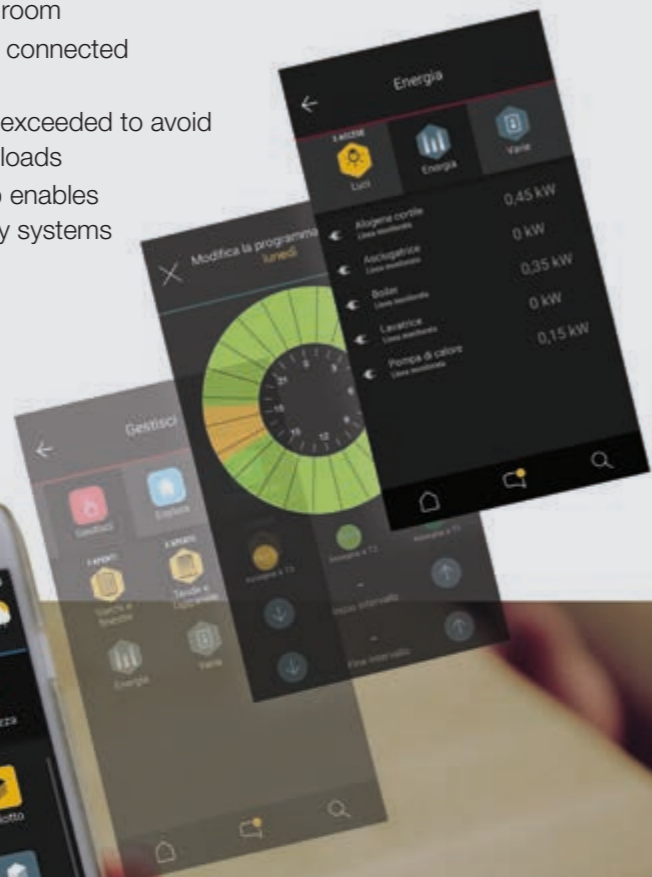 room
connected
exceeded to avoid
loads
enables
y systems
Energia
Luci
Energia
Varie
Alogene cortile
Linea monitorata
0,45 kW
Asciugatrice
Linea monitorata
0 kW
Boiler
Linea monitorata
0,35 kW
Lavatrice
Linea monitorata
0 kW
Pompa di calore
Linea monitorata
0,15 kW
Modifica la programma
lunedì
Inizio intervallo
Fine intervallo
Gestisci
Gestisci
Esplora
Energia
Varie